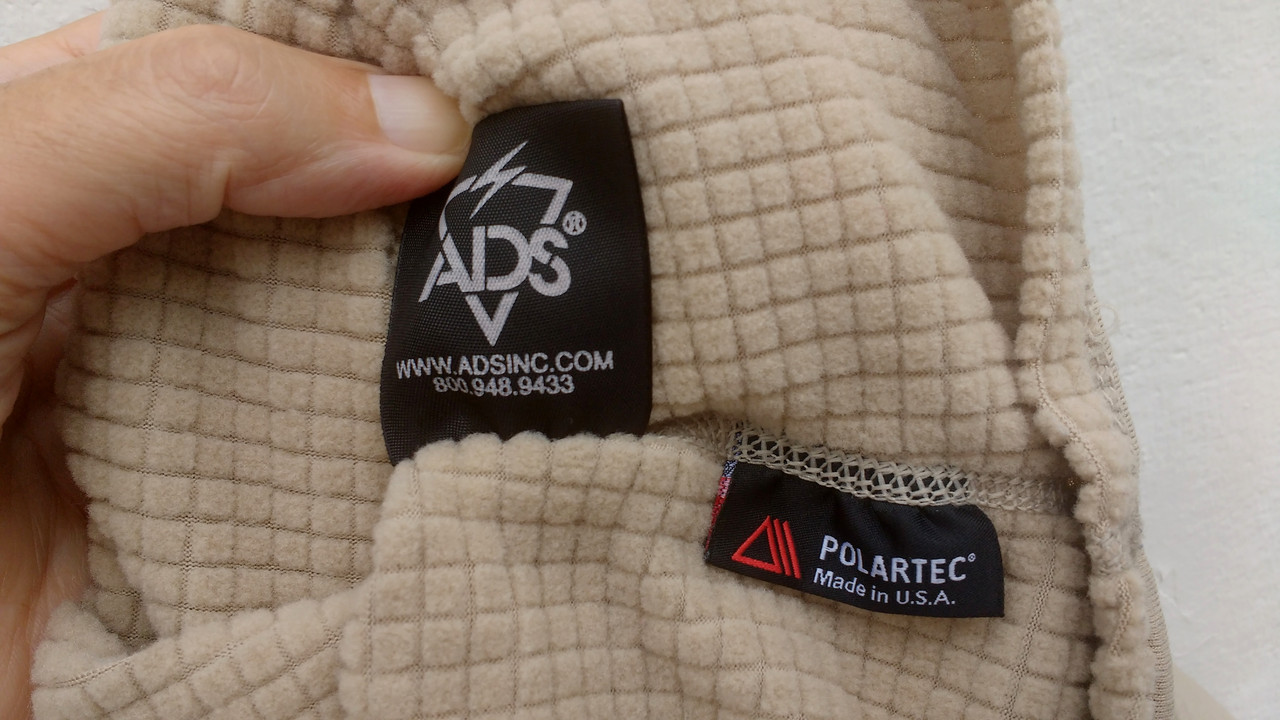 ADS®
WWW.ADSINC.COM
800.948.9433
POLARTEC®
Made in U.S.A.